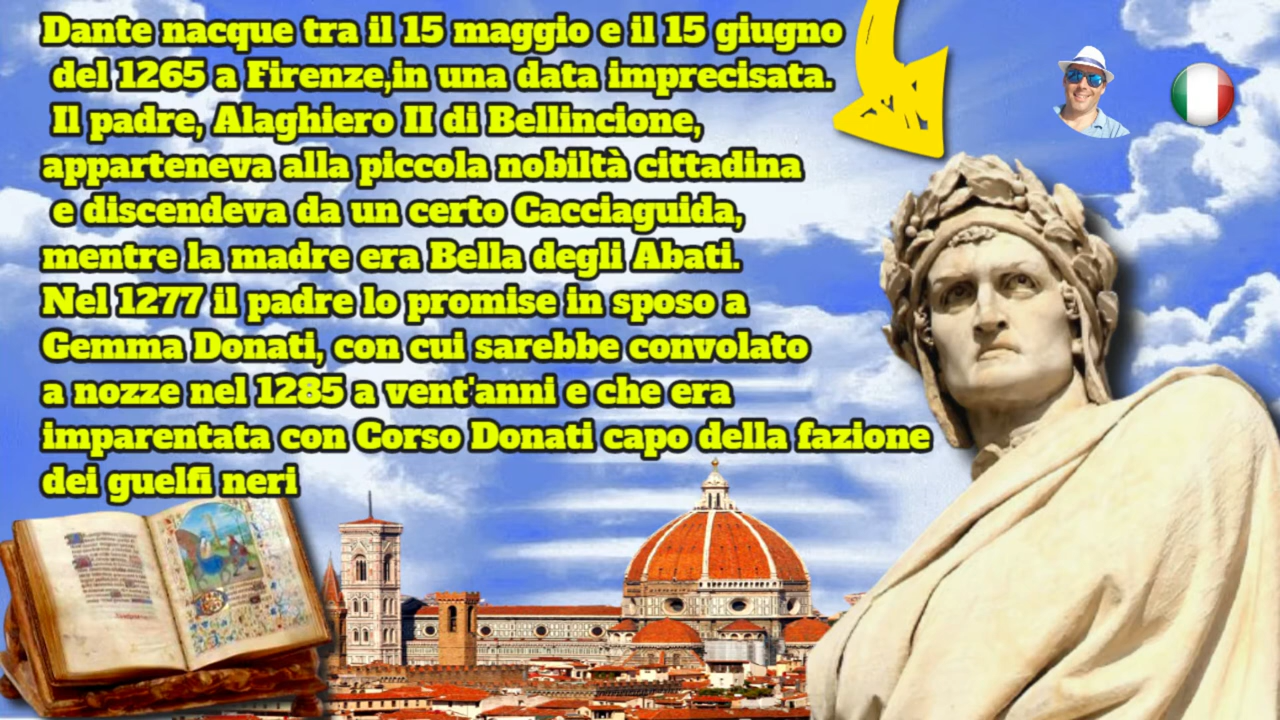 Dante nacque tra il 15 maggio e il 15 giugno
del 1265 a Firenze,in una data imprecisata.
Il padre, Alaghiero II di Bellincione,
apparteneva alla piccola nobiltà cittadina
e discendeva da un certo Cacciaguida,
mentre la madre era Bella degli Abati.
Nel 1277 il padre lo promise in sposo a
Gemma Donati, con cui sarebbe convolato
a nozze nel 1285 a vent'anni e che era
imparentata con Corso Donati capo della fazione
dei guelfi neri